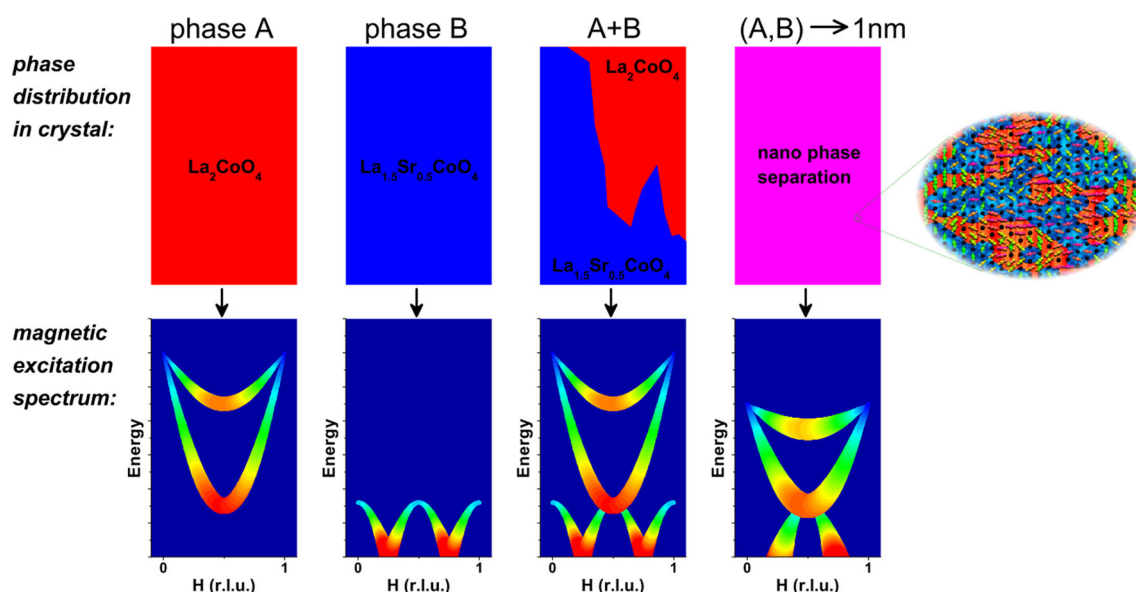 phase A
phase B
A+B
(A,B) → 1nm
phase
distribution
in crystal:
La₂CoO₄
La₁.₅Sr₀.₅CoO₄
La₂CoO₄
La₁.₅Sr₀.₅CoO₄
nano phase
separation
magnetic
excitation
spectrum:
Energy
0
1
H (r.l.u.)
Energy
0
1
H (r.l.u.)
Energy
0
1
H (r.l.u.)
Energy
0
1
H (r.l.u.)